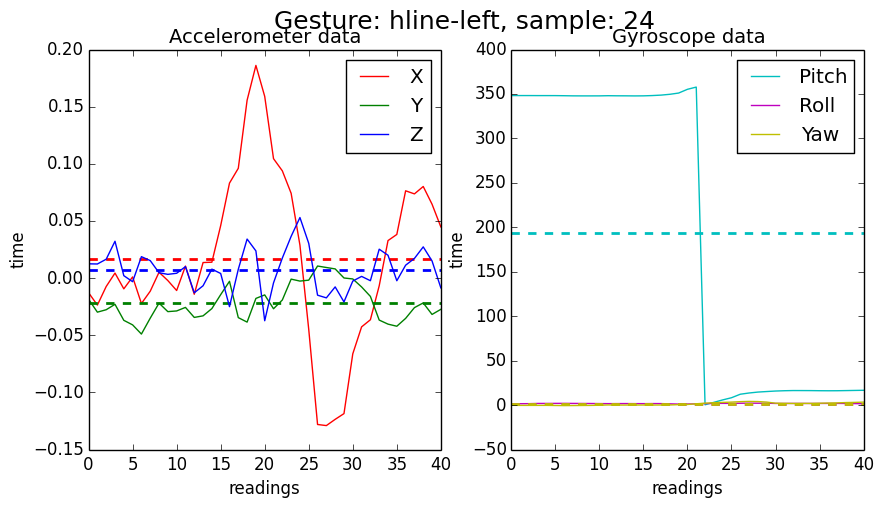 Gesture: hline-left, sample: 24
Accelerometer data
0.20
0.15
0.10
0.05
0.00
−0.05
−0.10
−0.15
time
0 5 10 15 20 25 30 35 40
readings
X
Y
Z
Gyroscope data
400
350
300
250
200
150
100
50
0
−50
time
0 5 10 15 20 25 30 35 40
readings
Pitch
Roll
Yaw